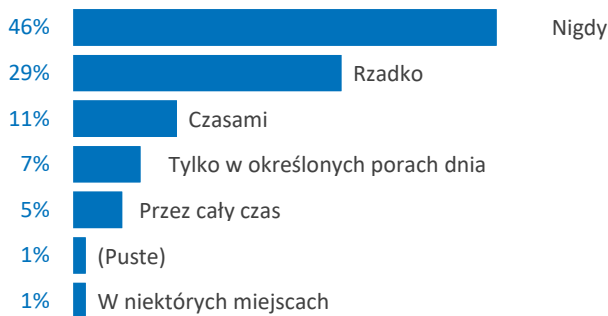 46% Nigdy
29% Rzadko
11% Czasami
7% Tylko w określonych porach dnia
5% Przez cały czas
1% (Puste)
1% W niektórych miejscach